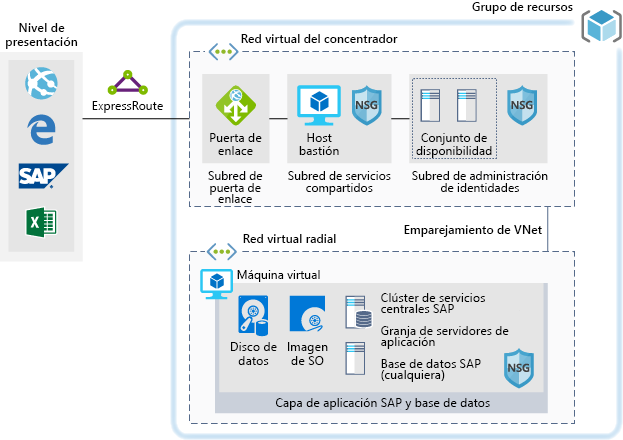 Grupo de recursos
Nivel de
presentación
SAP
ExpressRoute
Red virtual del concentrador
Puerta de
enlace
Subred de
puerta de
enlace
Host
bastión
NSG
Subred de servicios
compartidos
Conjunto de
disponibilidad
NSG
Subred de administración
de identidades
Emparejamiento de VNet
Red virtual radial
Máquina virtual
Disco de
datos
Imagen
de SO
Clúster de servicios
centrales SAP
Granja de servidores de
aplicación
Base de datos SAP
(cualquiera)
NSG
Capa de aplicación SAP y base de datos